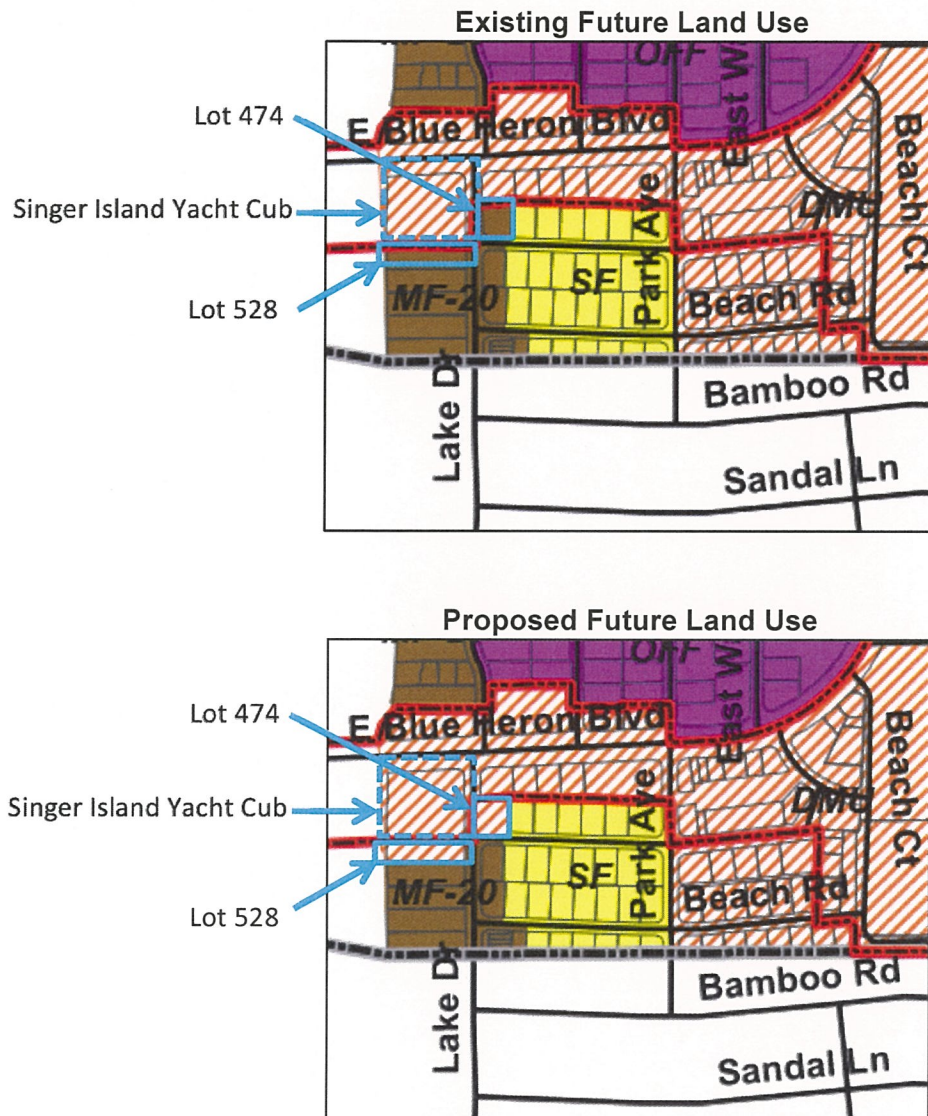 Existing Future Land Use
OFF
East W
Lot 474
E Blue Heron Blvd
Beach Ct
Singer Island Yacht Cub
DMU
Park Ave
SF
Lot 528
MF-20
Beach Rd
Lake Dr
Bamboo Rd
Sandal Ln
Proposed Future Land Use
OFF
East W
Lot 474
E Blue Heron Blvd
Beach Ct
Singer Island Yacht Cub
DMU
Park Ave
SF
Lot 528
MF-20
Beach Rd
Lake Dr
Bamboo Rd
Sandal Ln